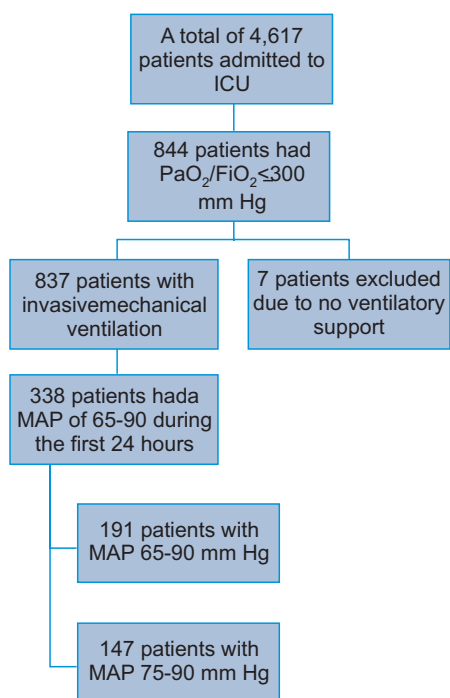 A total of 4,617
patients admitted to
ICU
844 patients had
PaO₂/FiO₂≤300
mm Hg
837 patients with
invasivemechanical
ventilation
7 patients excluded
due to no ventilatory
support
338 patients hada
MAP of 65-90 during
the first 24 hours
191 patients with
MAP 65-90 mm Hg
147 patients with
MAP 75-90 mm Hg